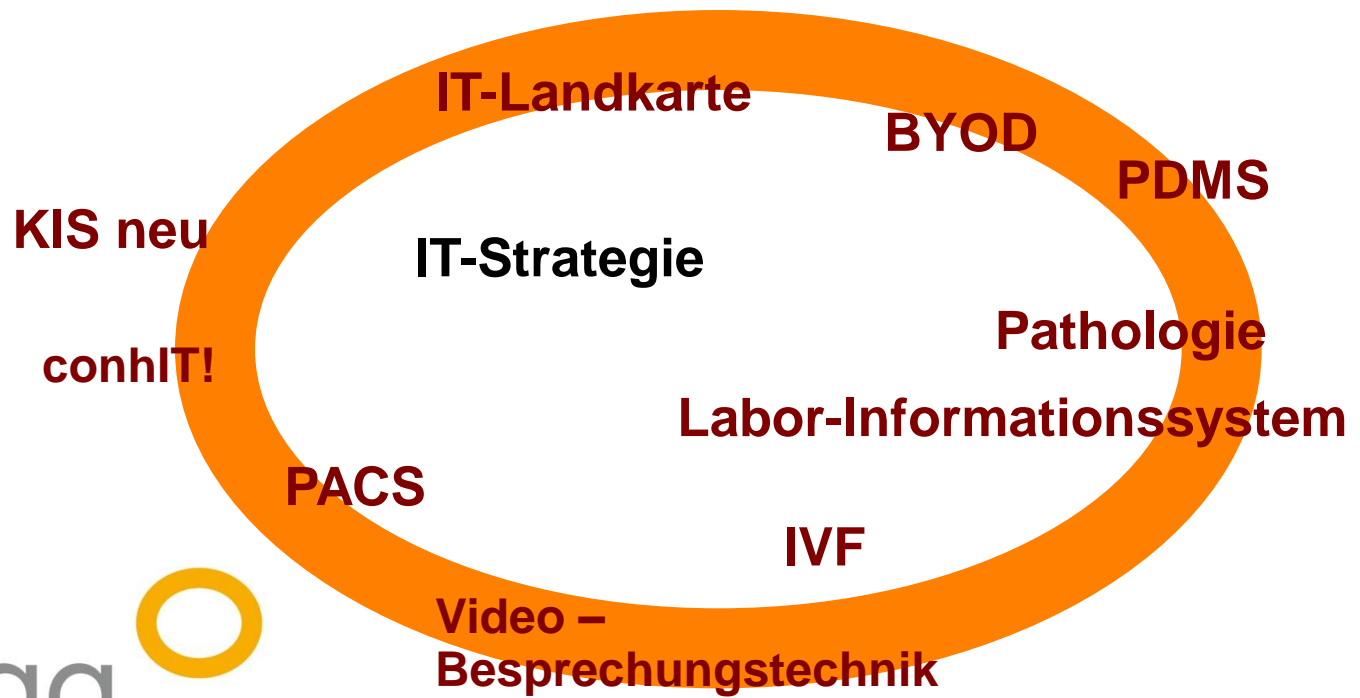 IT-Landkarte
BYOD
PDMS
KIS neu
IT-Strategie
Pathologie
conhIT!
Labor-Informationssystem
PACS
IVF
Video –
Besprechungstechnik